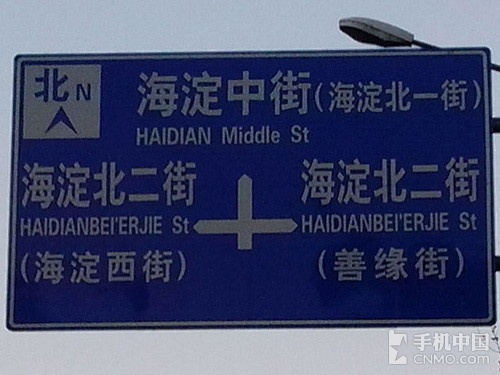 北 N
海淀中街(海淀北一街)
HAIDIAN Middle St
海淀北二街
HAIDIANBEI'ERJIE St
(海淀西街)
海淀北二街
HAIDIANBEI'ERJIE St
(善缘街)
手机中国
CNMO.COM